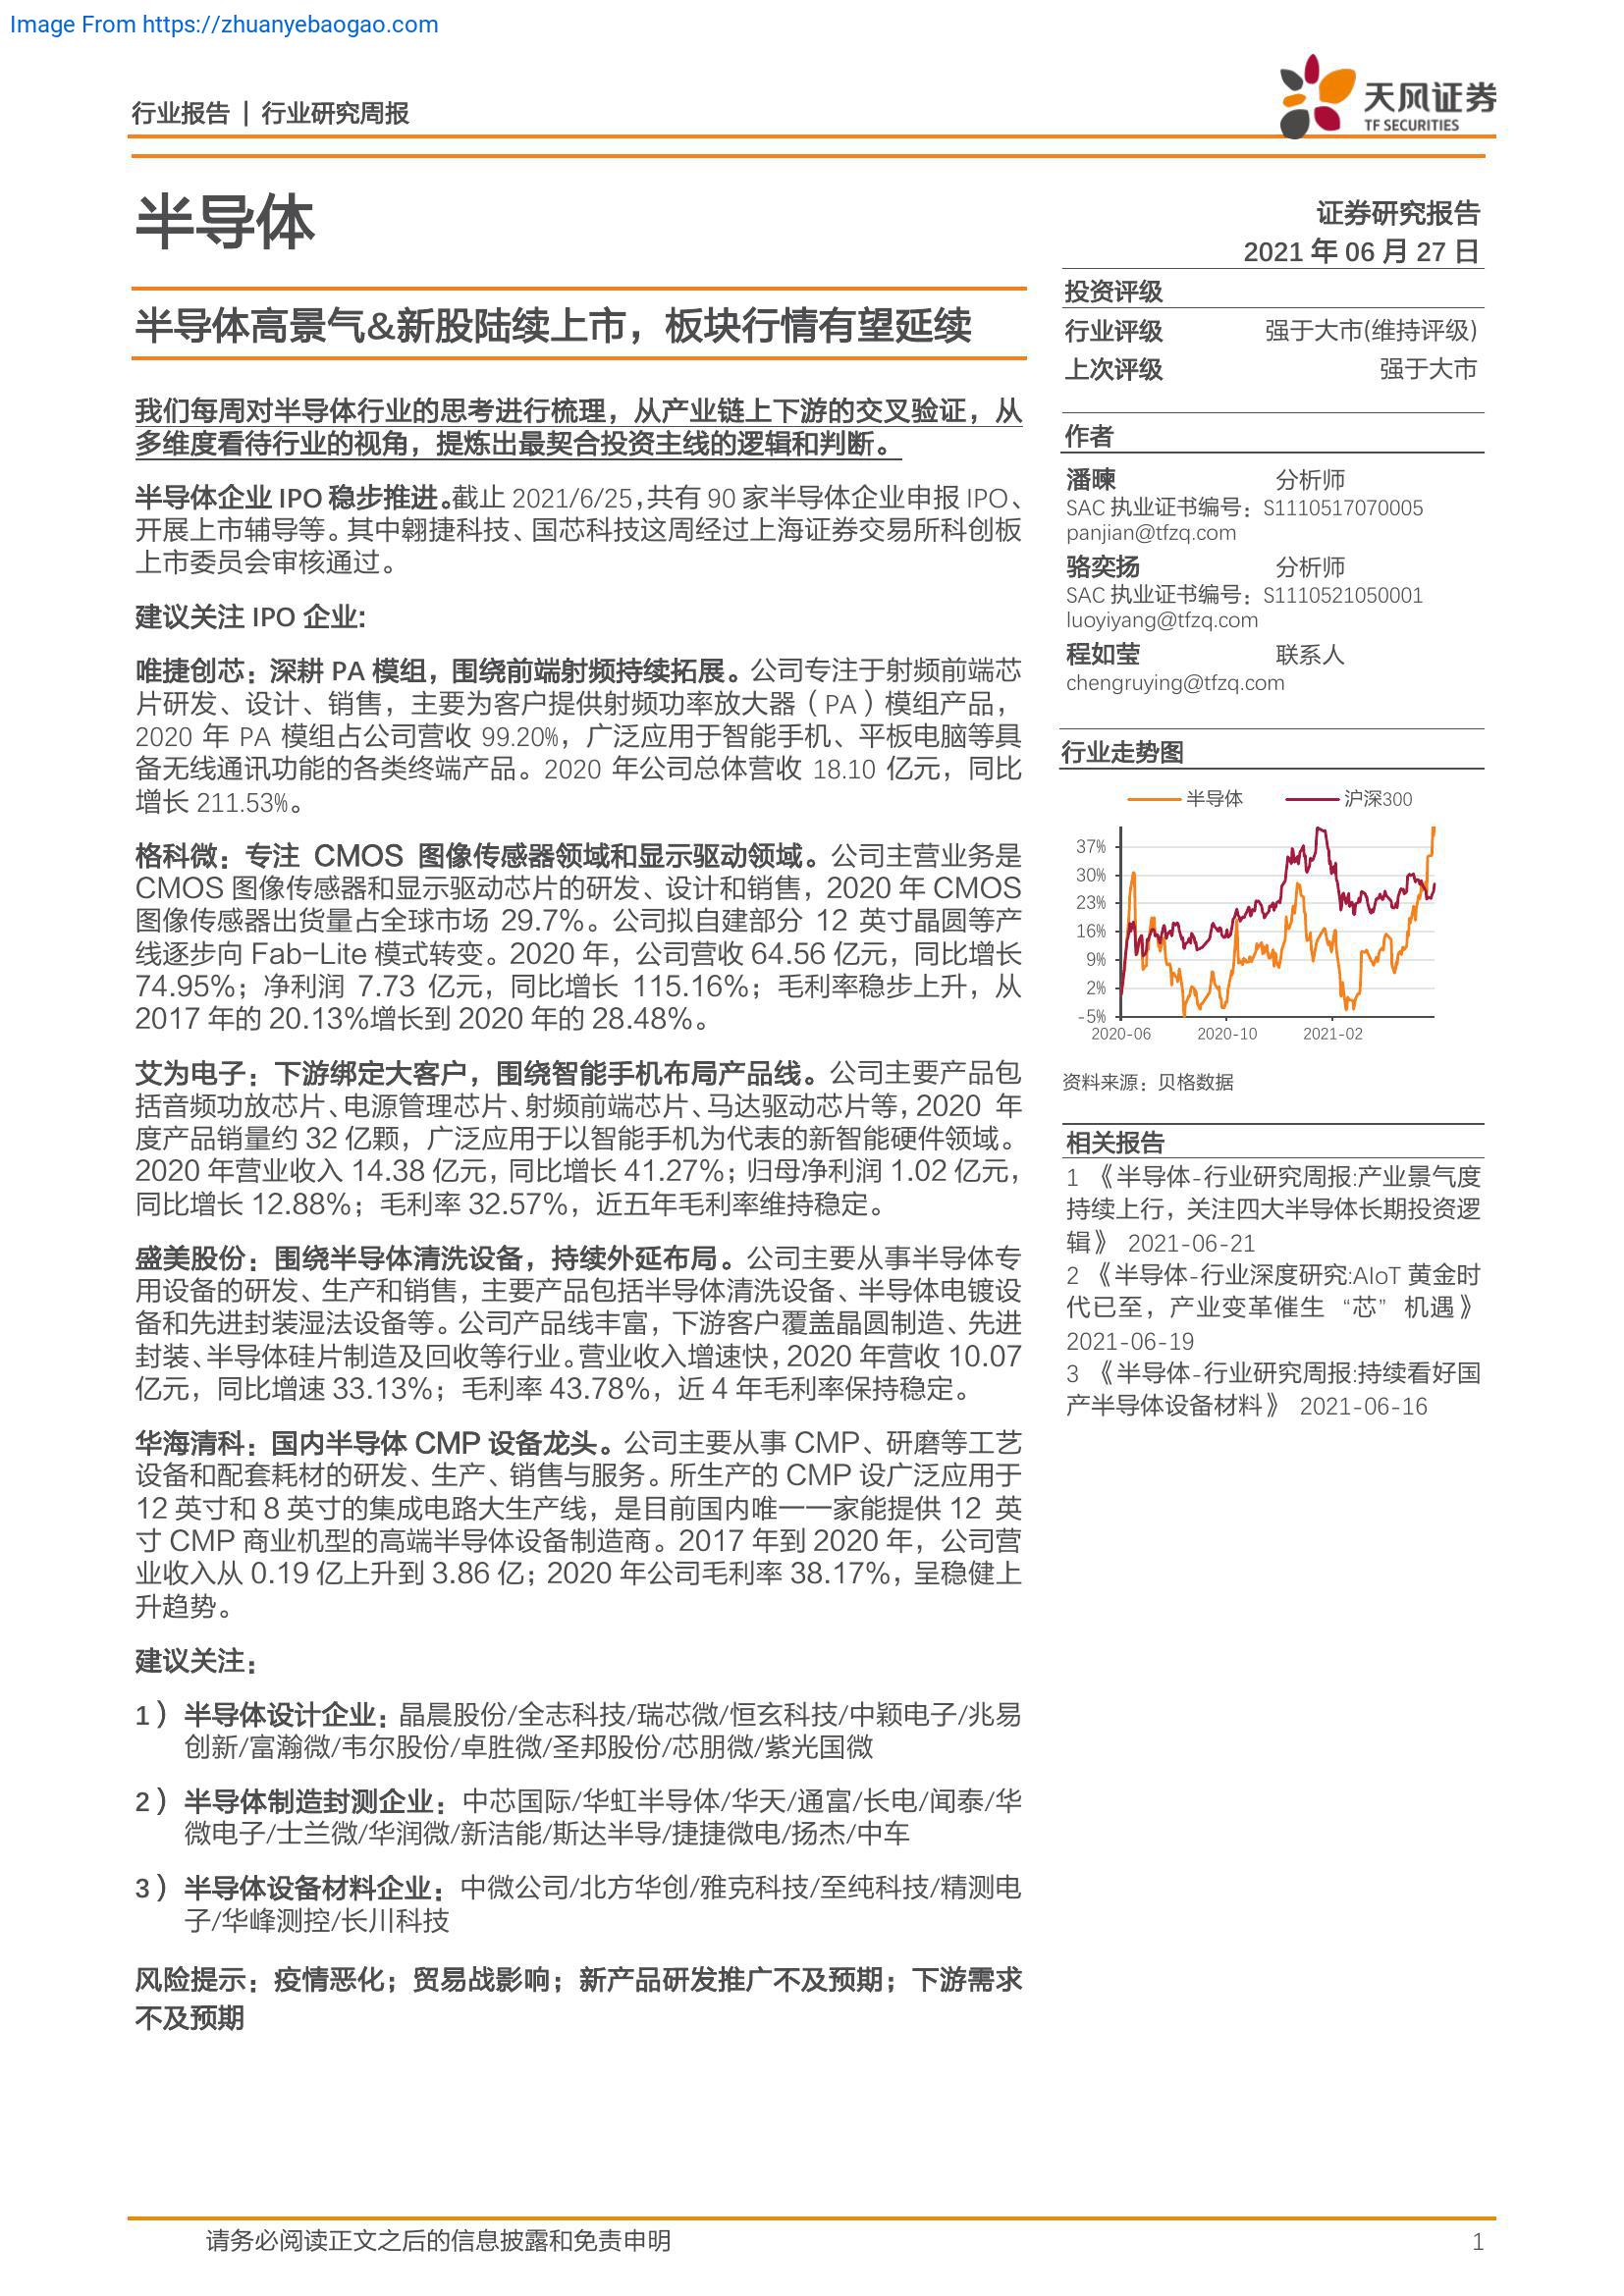 Image From https://zhuanyebaogao.com
行业报告 | 行业研究周报
天风证券
TF SECURITIES
半导体
证券研究报告
2021 年 06 月 27 日
半导体高景气&新股陆续上市，板块行情有望延续
我们每周对半导体行业的思考进行梳理，从产业链上下游的交叉验证，从
多维度看待行业的视角，提炼出最契合投资主线的逻辑和判断。
半导体企业 IPO 稳步推进。截止 2021/6/25，共有 90 家半导体企业申报 IPO、
开展上市辅导等。其中翱捷科技、国芯科技这周经过上海证券交易所科创板
上市委员会审核通过。
建议关注 IPO 企业:
唯捷创芯：深耕 PA 模组，围绕前端射频持续拓展。公司专注于射频前端芯
片研发、设计、销售，主要为客户提供射频功率放大器（PA）模组产品，
2020 年 PA 模组占公司营收 99.20%，广泛应用于智能手机、平板电脑等具
备无线通讯功能的各类终端产品。2020 年公司总体营收 18.10 亿元，同比
增长 211.53%。
格科微：专注 CMOS 图像传感器领域和显示驱动领域。公司主营业务是
CMOS 图像传感器和显示驱动芯片的研发、设计和销售，2020 年 CMOS
图像传感器出货量占全球市场 29.7%。公司拟自建部分 12 英寸晶圆等产
线逐步向 Fab-Lite 模式转变。2020 年，公司营收 64.56 亿元，同比增长
74.95%；净利润 7.73 亿元，同比增长 115.16%；毛利率稳步上升，从
2017 年的 20.13%增长到 2020 年的 28.48%。
艾为电子：下游绑定大客户，围绕智能手机布局产品线。公司主要产品包
括音频功放芯片、电源管理芯片、射频前端芯片、马达驱动芯片等，2020 年
度产品销量约 32 亿颗，广泛应用于以智能手机为代表的新智能硬件领域。
2020 年营业收入 14.38 亿元，同比增长 41.27%；归母净利润 1.02 亿元，
同比增长 12.88%；毛利率 32.57%，近五年毛利率维持稳定。
盛美股份：围绕半导体清洗设备，持续外延布局。公司主要从事半导体专
用设备的研发、生产和销售，主要产品包括半导体清洗设备、半导体电镀设
备和先进封装湿法设备等。公司产品线丰富，下游客户覆盖晶圆制造、先进
封装、半导体硅片制造及回收等行业。营业收入增速快，2020 年营收 10.07
亿元，同比增速 33.13%；毛利率 43.78%，近 4 年毛利率保持稳定。
华海清科：国内半导体 CMP 设备龙头。公司主要从事 CMP、研磨等工艺
设备和配套耗材的研发、生产、销售与服务。所生产的 CMP 设广泛应用于
12 英寸和 8 英寸的集成电路大生产线，是目前国内唯一一家能提供 12 英
寸 CMP 商业机型的高端半导体设备制造商。2017 年到 2020 年，公司营
业收入从 0.19 亿上升到 3.86 亿；2020 年公司毛利率 38.17%，呈稳健上
升趋势。
建议关注：
1） 半导体设计企业：晶晨股份/全志科技/瑞芯微/恒玄科技/中颖电子/兆易
创新/富瀚微/韦尔股份/卓胜微/圣邦股份/芯朋微/紫光国微
2） 半导体制造封测企业：中芯国际/华虹半导体/华天/通富/长电/闻泰/华
微电子/士兰微/华润微/新洁能/斯达半导/捷捷微电/扬杰/中车
3） 半导体设备材料企业：中微公司/北方华创/雅克科技/至纯科技/精测电
子/华峰测控/长川科技
风险提示：疫情恶化；贸易战影响；新产品研发推广不及预期；下游需求
不及预期
投资评级
行业评级 强于大市(维持评级)
上次评级 强于大市
作者
潘暕 分析师
SAC 执业证书编号：S1110517070005
panjian@tfzq.com
骆奕扬 分析师
SAC 执业证书编号：S1110521050001
luoyiyang@tfzq.com
程如莹 联系人
chengruying@tfzq.com
行业走势图
半导体 沪深300
37%
30%
23%
16%
9%
2%
-5%
2020-06 2020-10 2021-02
资料来源：贝格数据
相关报告
1 《半导体-行业研究周报:产业景气度
持续上行，关注四大半导体长期投资逻
辑》 2021-06-21
2 《半导体-行业深度研究:AIoT 黄金时
代已至，产业变革催生 “芯” 机遇》
2021-06-19
3 《半导体-行业研究周报:持续看好国
产半导体设备材料》 2021-06-16
请务必阅读正文之后的信息披露和免责申明 1